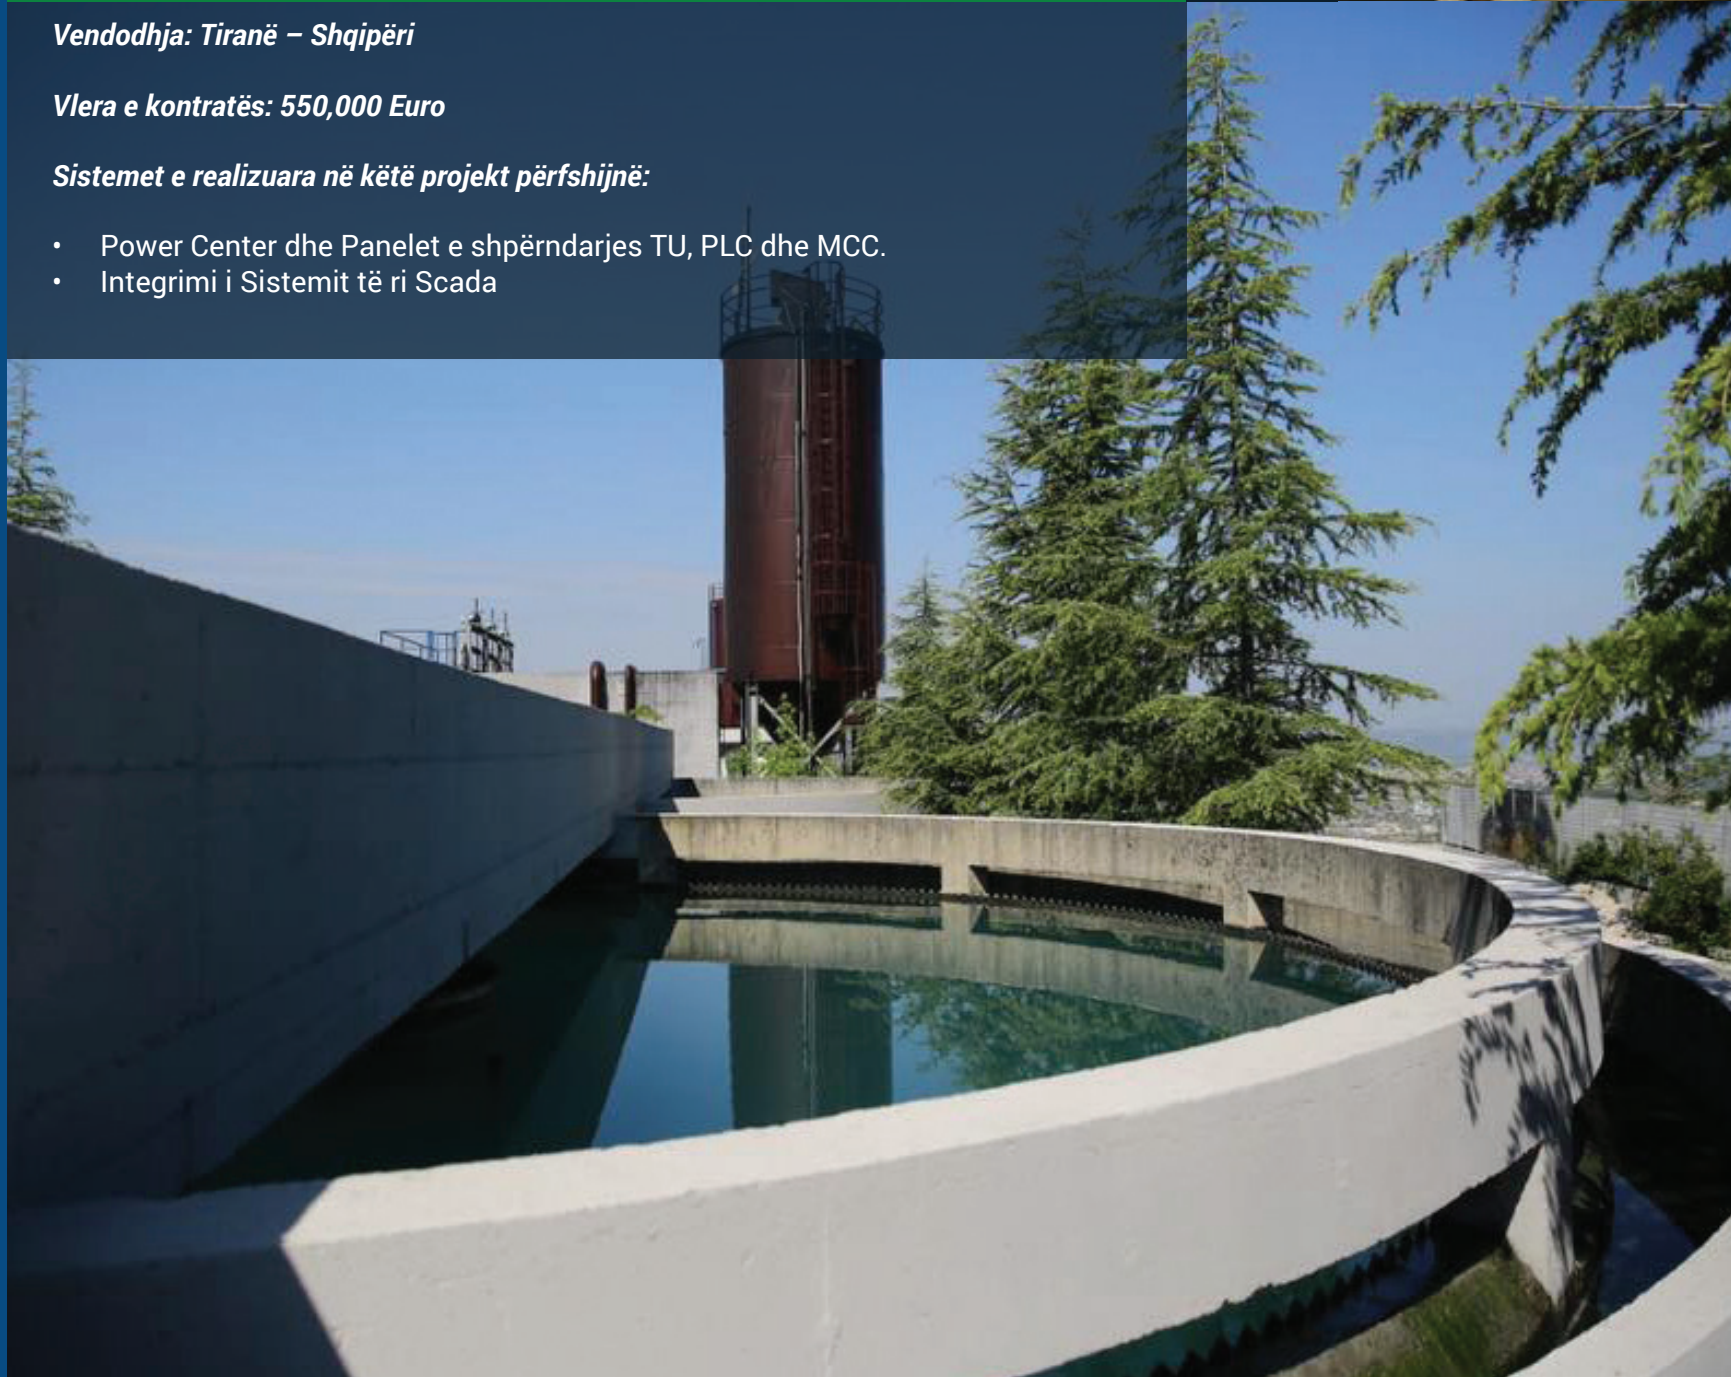 Vendodhja: Tiranë – Shqipëri
Vlera e kontratës: 550,000 Euro
Sistemet e realizuara në këtë projekt përfshijnë:
• Power Center dhe Panelet e shpërndarjes TU, PLC dhe MCC.
• Integrimi i Sistemit të ri Scada